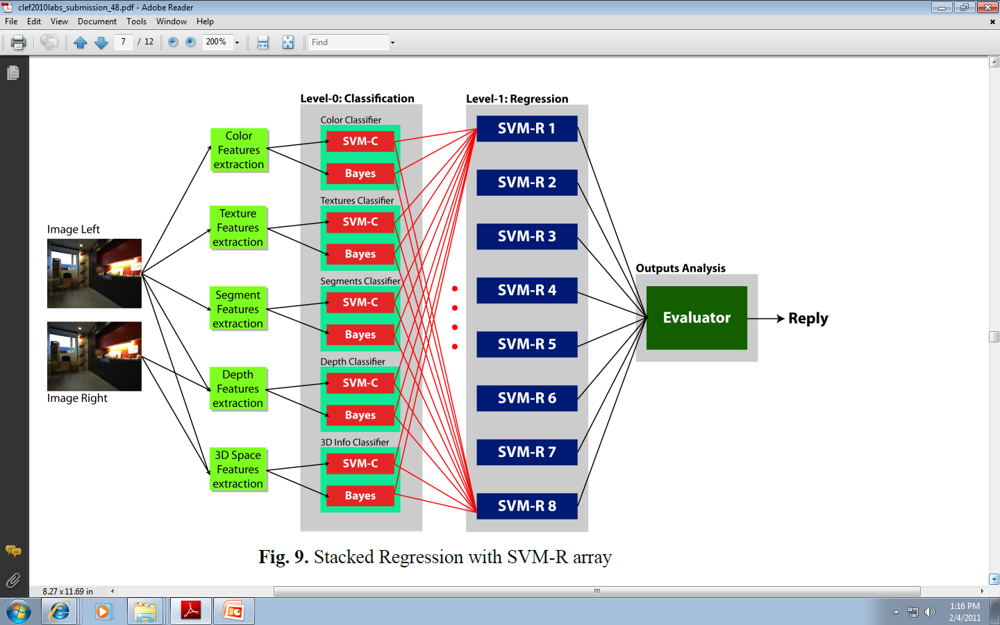 clef2010labs_submission_48.pdf - Adobe Reader
File Edit View Document Tools Window Help
7 / 12 200% Find
Level-0: Classification
Level-1: Regression
Color Classifier
SVM-C
Bayes
Textures Classifier
SVM-C
Bayes
Segments Classifier
SVM-C
Bayes
Depth Classifier
SVM-C
Bayes
3D Info Classifier
SVM-C
Bayes
Color
Features
extraction
Texture
Features
extraction
Segment
Features
extraction
Depth
Features
extraction
3D Space
Features
extraction
Image Left
Image Right
SVM-R 1
SVM-R 2
SVM-R 3
SVM-R 4
SVM-R 5
SVM-R 6
SVM-R 7
SVM-R 8
Outputs Analysis
Evaluator
Reply
Fig. 9. Stacked Regression with SVM-R array
8.27 x 11.69 in
1:16 PM
2/4/2011